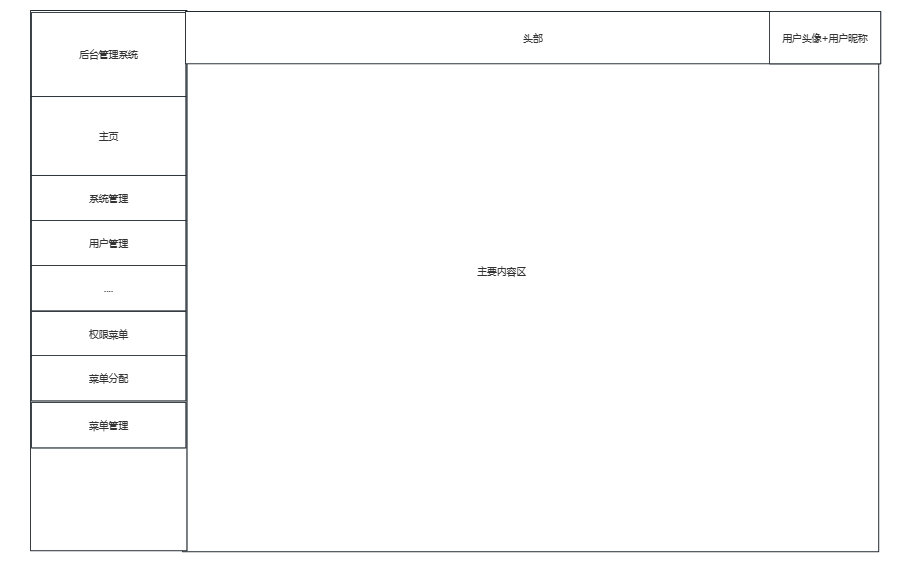 后台管理系统
头部
用户头像+用户昵称
主页
系统管理
用户管理
....
权限菜单
菜单分配
菜单管理
主要内容区